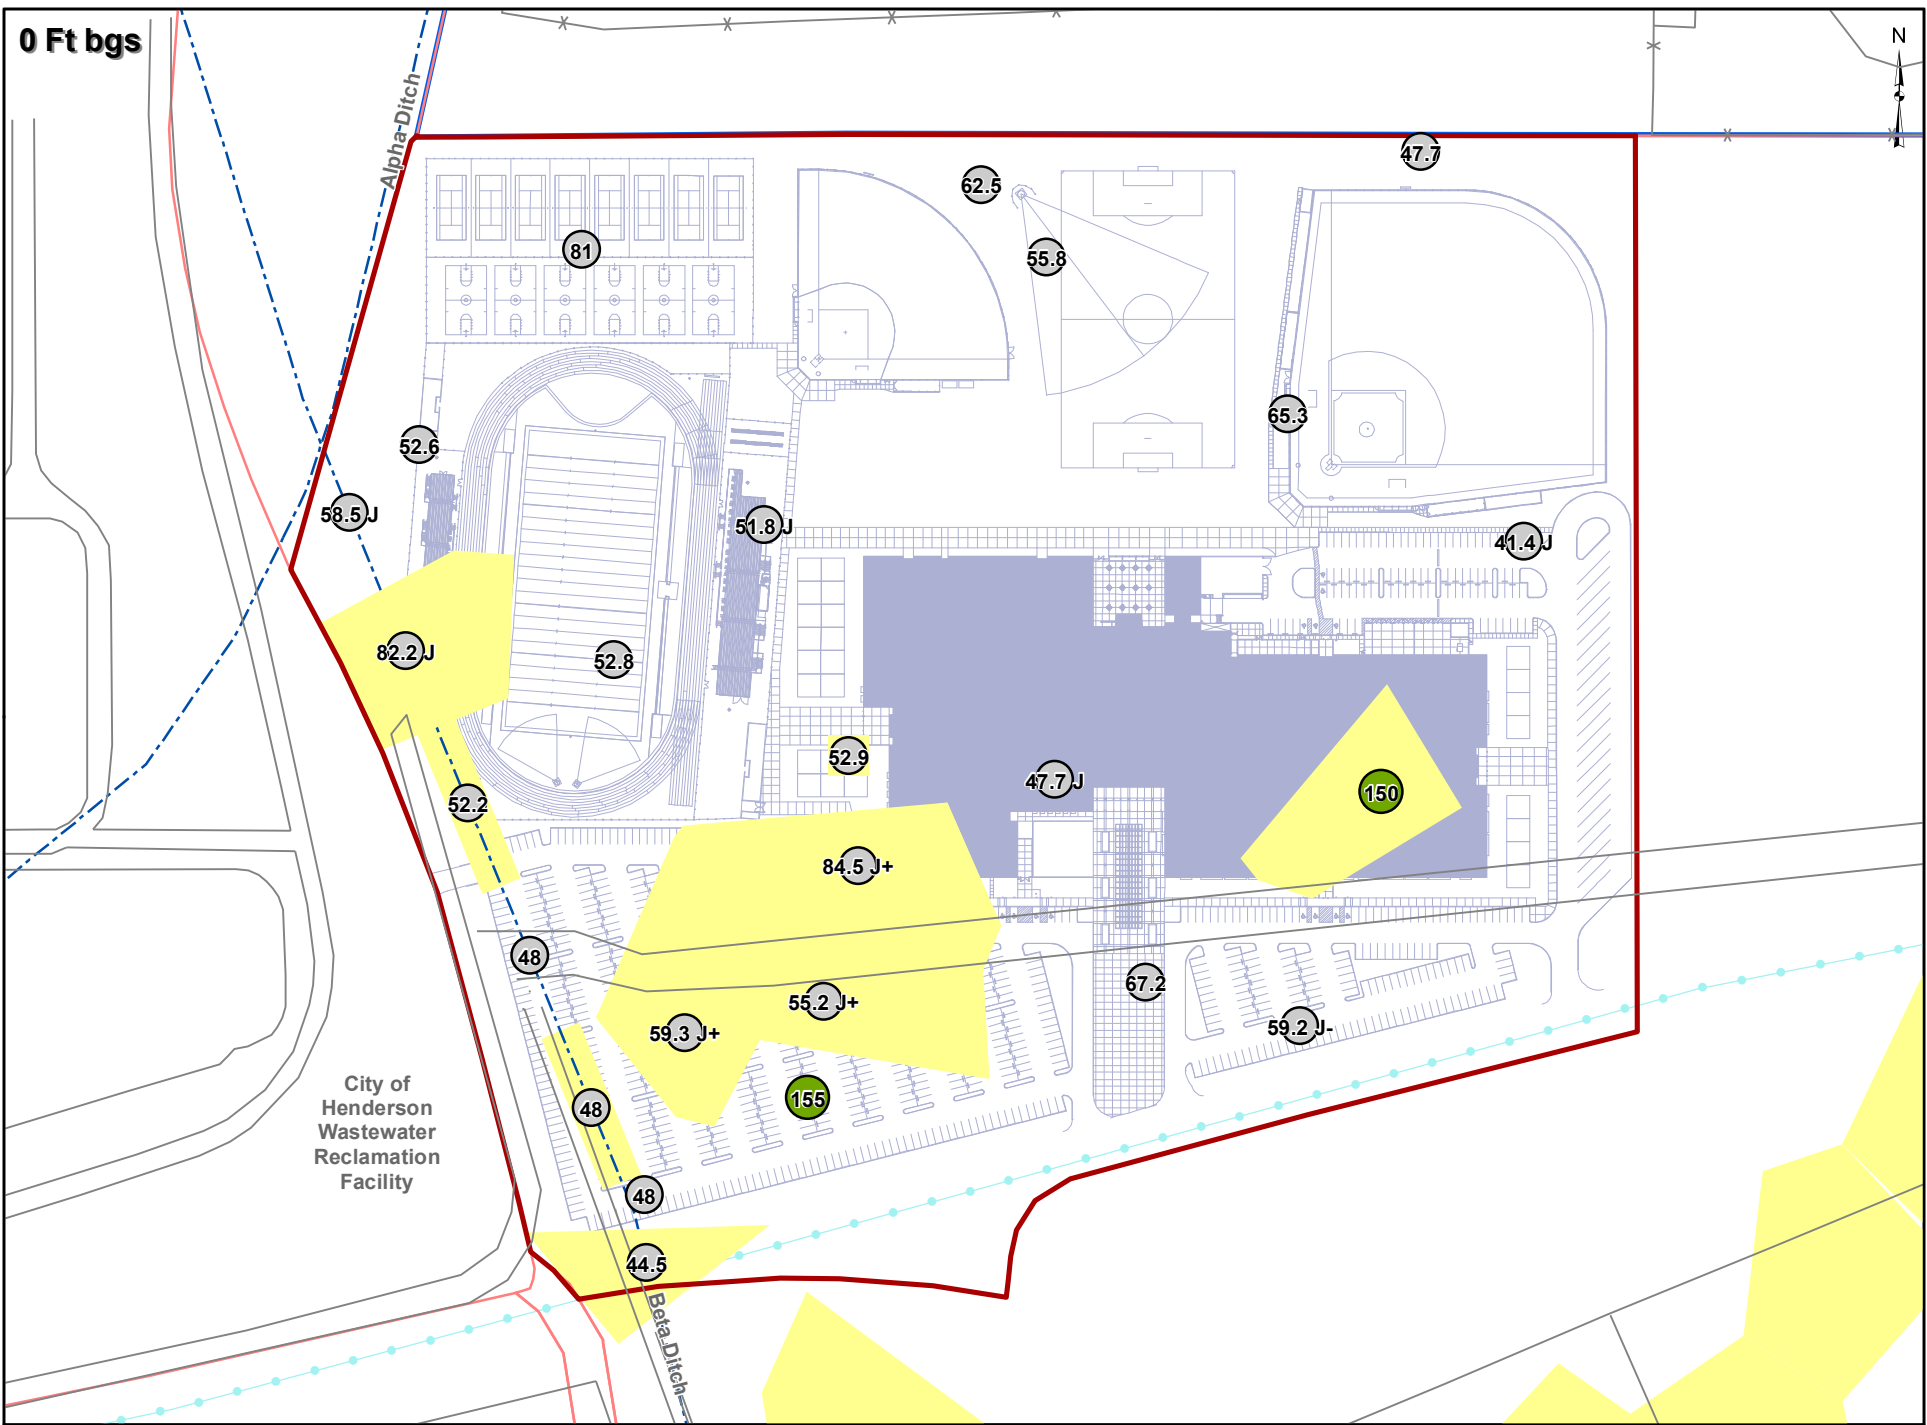 0 Ft bgs
N
Alpha Ditch
47.7
62.5
81
55.8
65.3
52.6
58.5 J
51.8 J
41.4 J
82.2 J
52.8
52.9
47.7 J
150
52.2
84.5 J+
48
67.2
55.2 J+
59.3 J+
59.2 J-
155
48
City of
Henderson
Wastewater
Reclamation
Facility
48
44.5
Beta Ditch